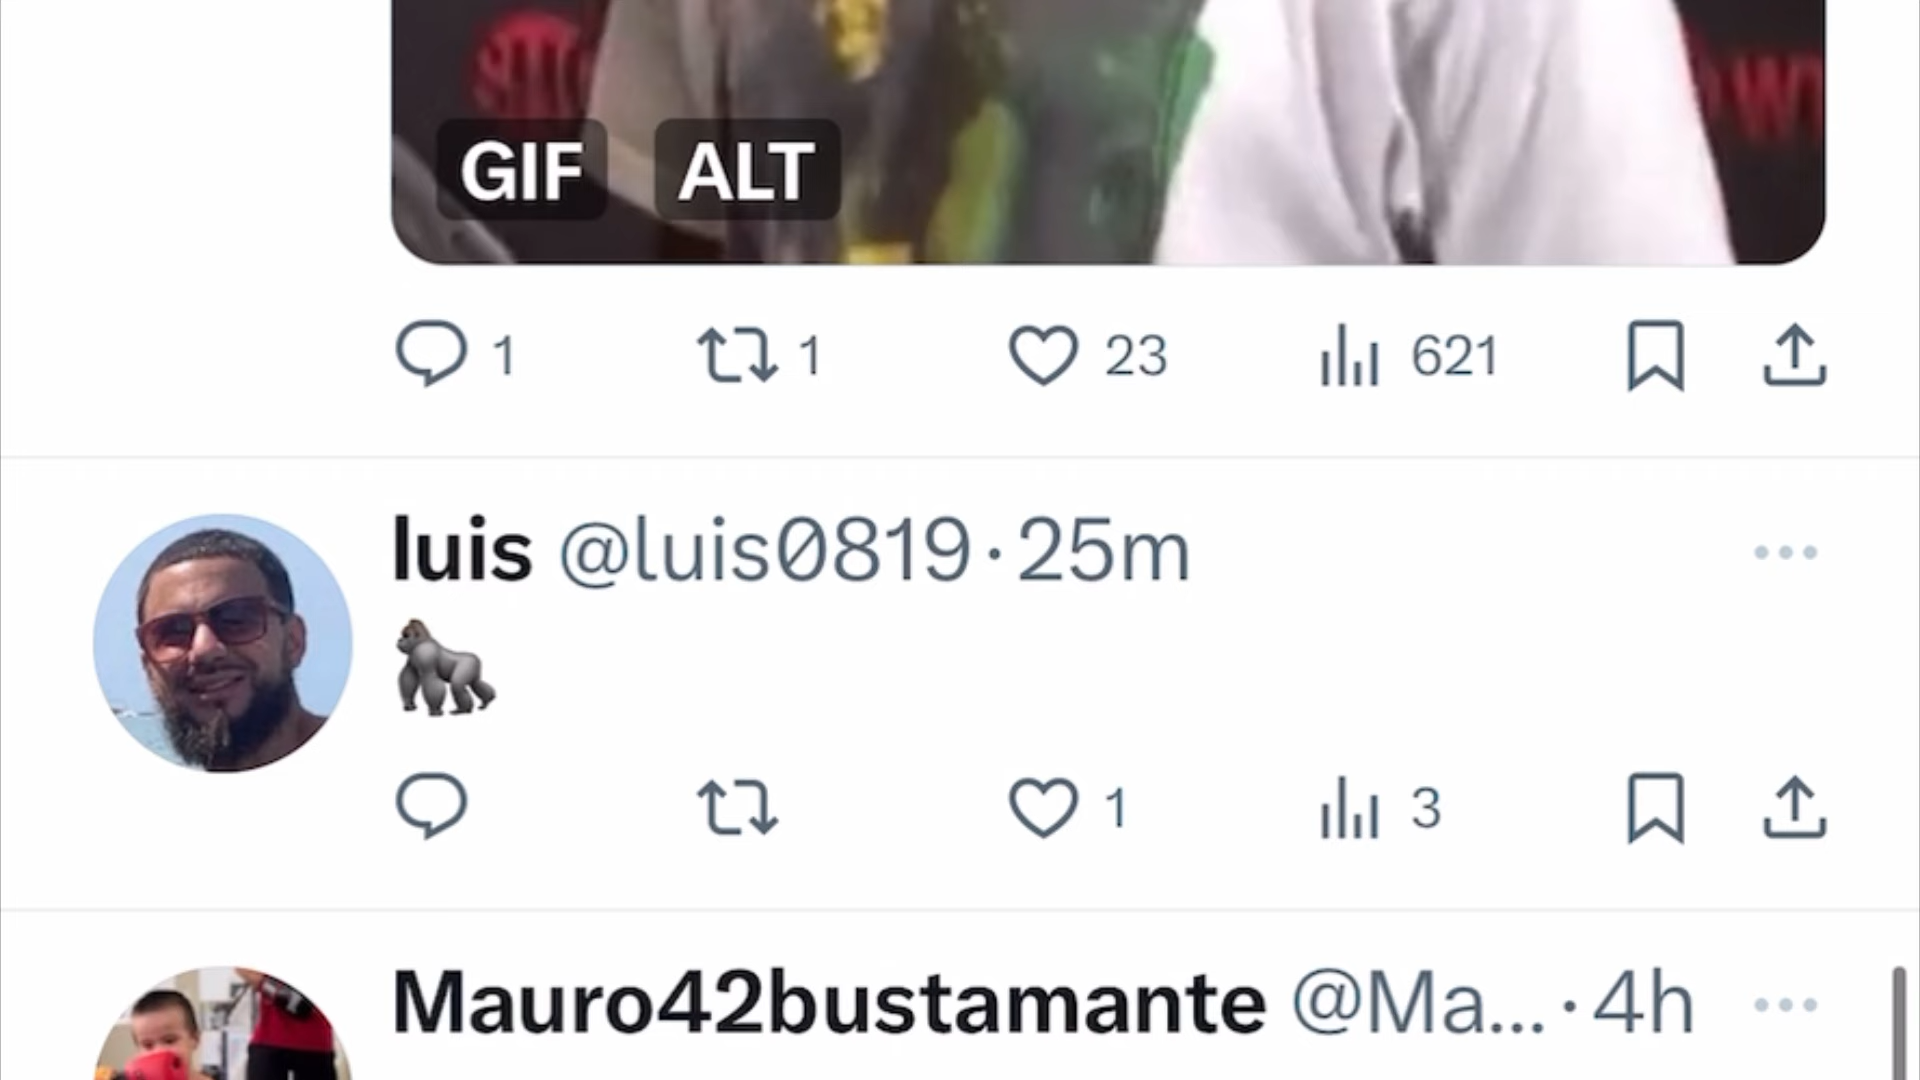 GIF ALT
1 1 23 621
luis @luis0819·25m
1 3
Mauro42bustamante @Ma...·4h